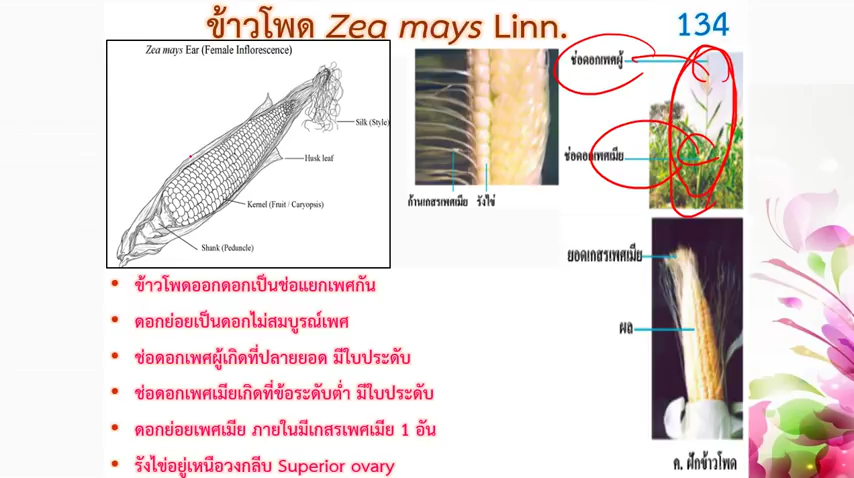 ข้าวโพด Zea mays Linn.
134
Zea mays Ear (Female Inflorescence)
Silk (Style)
Husk leaf
Kernel (Fruit / Caryopsis)
Shank (Peduncle)
ก้านเกสรเพศเมีย
รังไข่
ช่อดอกเพศผู้
ช่อดอกเพศเมีย
ยอดเกสรเพศเมีย
ผล
ค. ฝักข้าวโพด
• ข้าวโพดออกดอกเป็นช่อแยกเพศกัน
• ดอกย่อยเป็นดอกไม่สมบูรณ์เพศ
• ช่อดอกเพศผู้เกิดที่ปลายยอด มีใบประดับ
• ช่อดอกเพศเมียเกิดที่ข้อระดับต่ำ มีใบประดับ
• ดอกย่อยเพศเมีย ภายในมีเกสรเพศเมีย 1 อัน
• รังไข่อยู่เหนือวงกลีบ Superior ovary